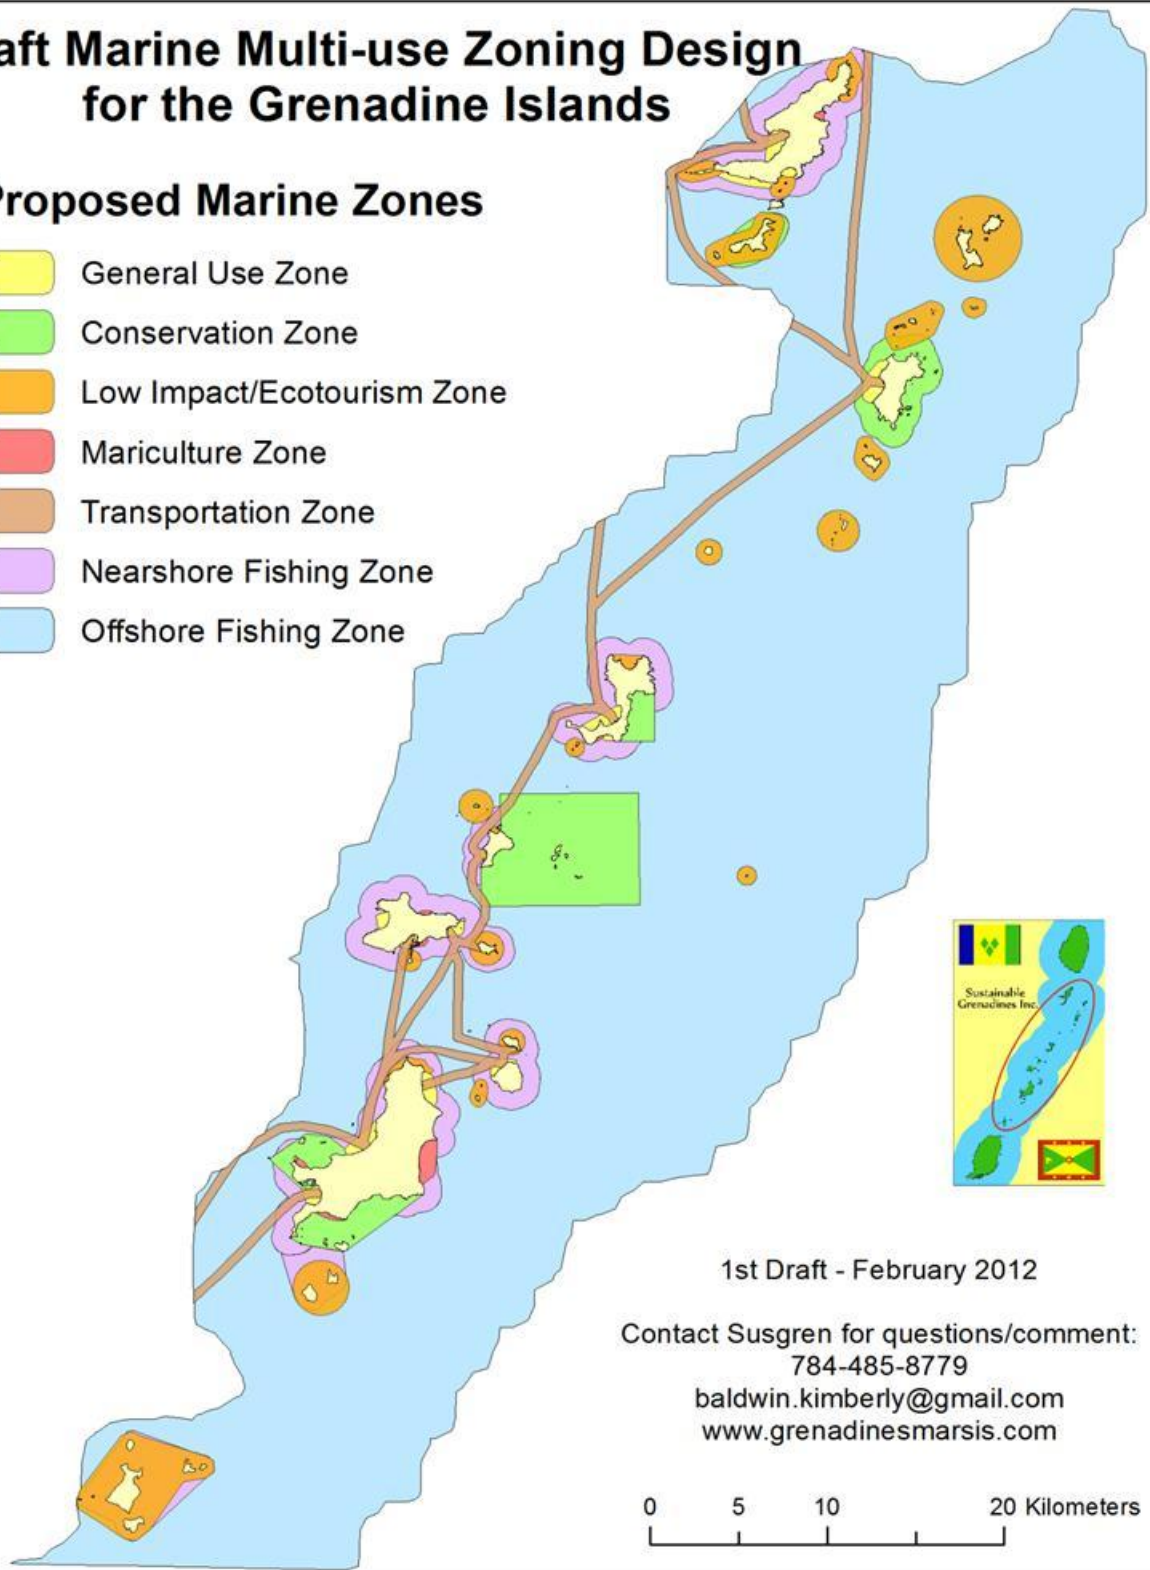 aft Marine Multi-use Zoning Design
for the Grenadine Islands
Proposed Marine Zones
General Use Zone
Conservation Zone
Low Impact/Ecotourism Zone
Mariculture Zone
Transportation Zone
Nearshore Fishing Zone
Offshore Fishing Zone
Sustainable
Grenadines Inc.
1st Draft - February 2012
Contact Susgren for questions/comment:
784-485-8779
baldwin.kimberly@gmail.com
www.grenadinesmarsis.com
0 5 10 20 Kilometers